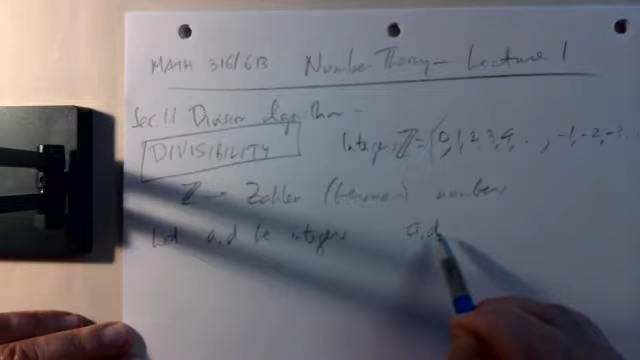 MATH 316/613 Number Theory - Lecture 1
Sec. 1.1 Division algorithm -
DIVISIBILITY Integers ℤ = {0, 1, 2, 3, 4, . . , -1, -2, -3
ℤ - Zahlen (German) numbers
Let a, d be integers a, d